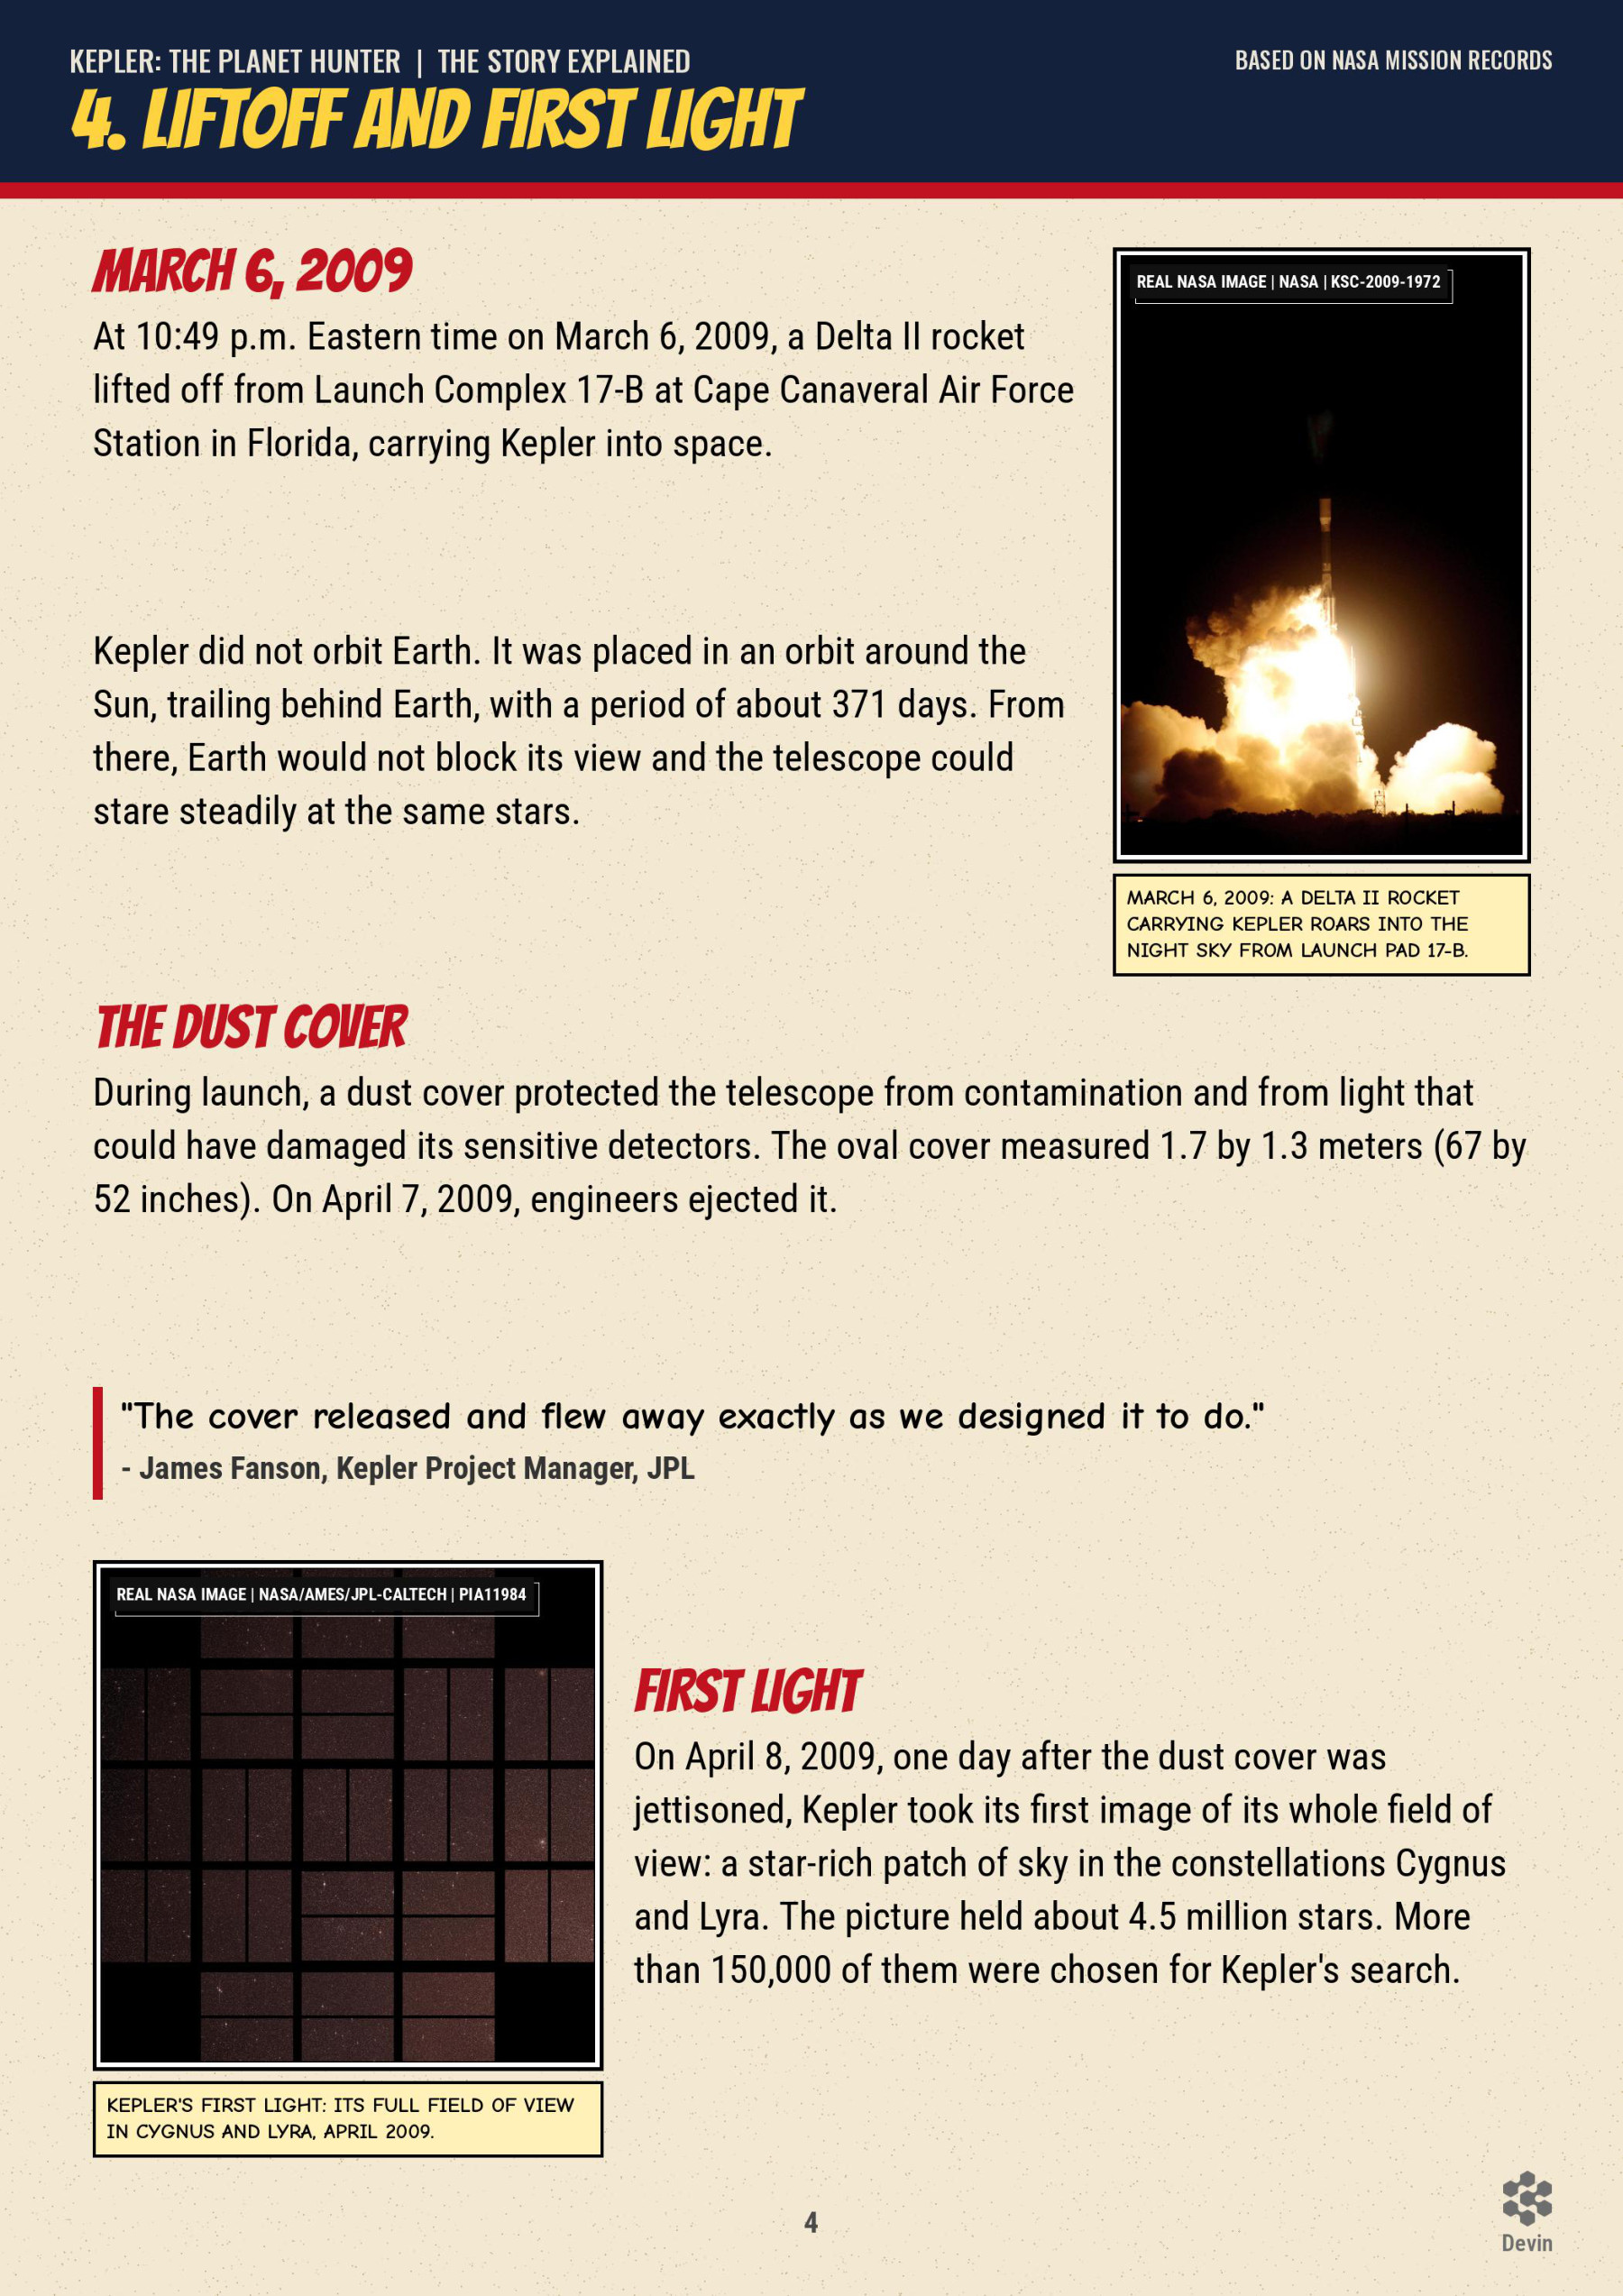 KEPLER: THE PLANET HUNTER | THE STORY EXPLAINED
BASED ON NASA MISSION RECORDS
4. LIFTOFF AND FIRST LIGHT
MARCH 6, 2009
At 10:49 p.m. Eastern time on March 6, 2009, a Delta II rocket
lifted off from Launch Complex 17-B at Cape Canaveral Air Force
Station in Florida, carrying Kepler into space.
Kepler did not orbit Earth. It was placed in an orbit around the
Sun, trailing behind Earth, with a period of about 371 days. From
there, Earth would not block its view and the telescope could
stare steadily at the same stars.
REAL NASA IMAGE | NASA | KSC-2009-1972
MARCH 6, 2009: A DELTA II ROCKET
CARRYING KEPLER ROARS INTO THE
NIGHT SKY FROM LAUNCH PAD 17-B.
THE DUST COVER
During launch, a dust cover protected the telescope from contamination and from light that
could have damaged its sensitive detectors. The oval cover measured 1.7 by 1.3 meters (67 by
52 inches). On April 7, 2009, engineers ejected it.
"The cover released and flew away exactly as we designed it to do."
- James Fanson, Kepler Project Manager, JPL
REAL NASA IMAGE | NASA/AMES/JPL-CALTECH | PIA11984
KEPLER'S FIRST LIGHT: ITS FULL FIELD OF VIEW
IN CYGNUS AND LYRA, APRIL 2009.
FIRST LIGHT
On April 8, 2009, one day after the dust cover was
jettisoned, Kepler took its first image of its whole field of
view: a star-rich patch of sky in the constellations Cygnus
and Lyra. The picture held about 4.5 million stars. More
than 150,000 of them were chosen for Kepler's search.
4
Devin